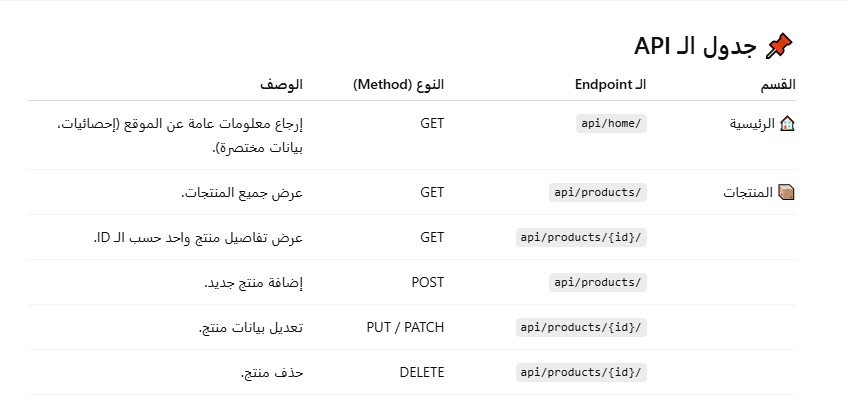 📌 جدول الـ API
القسم	الـ Endpoint	النوع (Method)	الوصف
🏠 الرئيسية	/api/home	GET	إرجاع معلومات عامة عن الموقع (إحصائيات،
بيانات مختصرة).
📦 المنتجات	/api/products	GET	عرض جميع المنتجات.
/api/products/{id}	GET	عرض تفاصيل منتج واحد حسب الـ ID.
/api/products	POST	إضافة منتج جديد.
/api/products/{id}	PUT / PATCH	تعديل بيانات منتج.
/api/products/{id}	DELETE	حذف منتج.